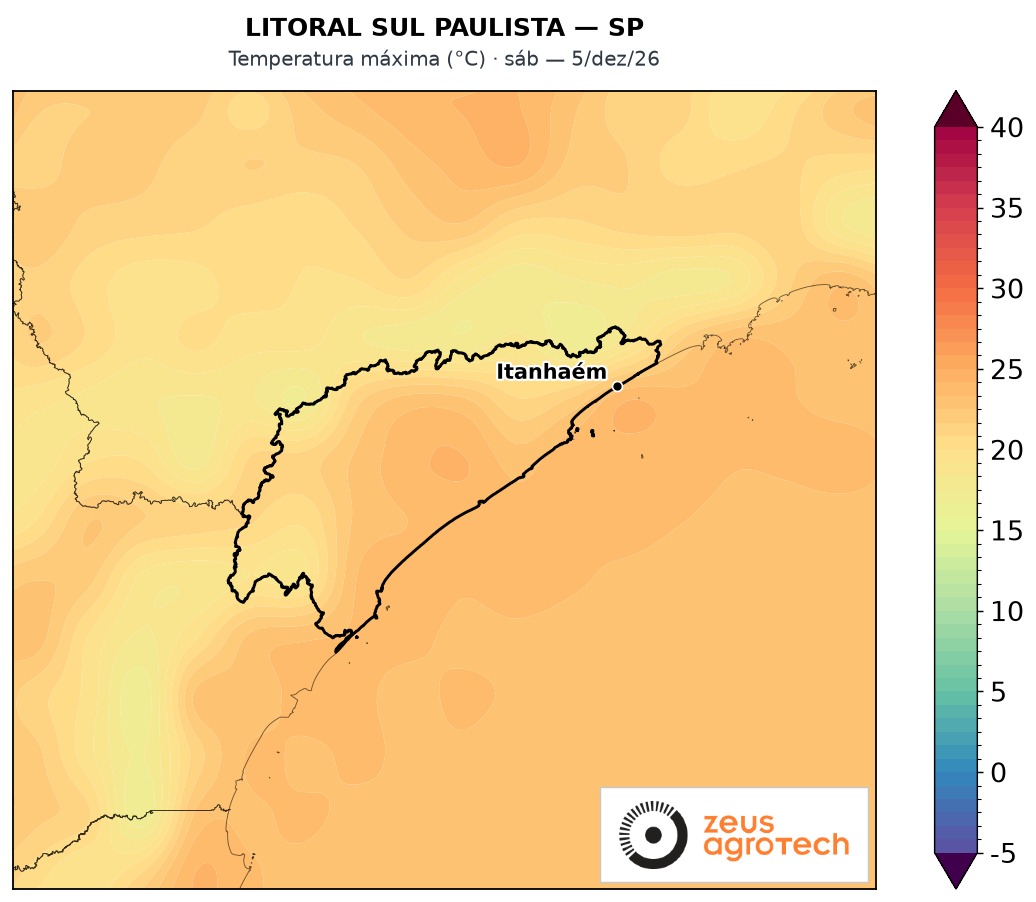 LITORAL SUL PAULISTA — SP
Temperatura máxima (°C) · sáb — 5/dez/26
40
35
30
25
20
15
10
5
0
-5
Itanhaém
zeus
agrotech